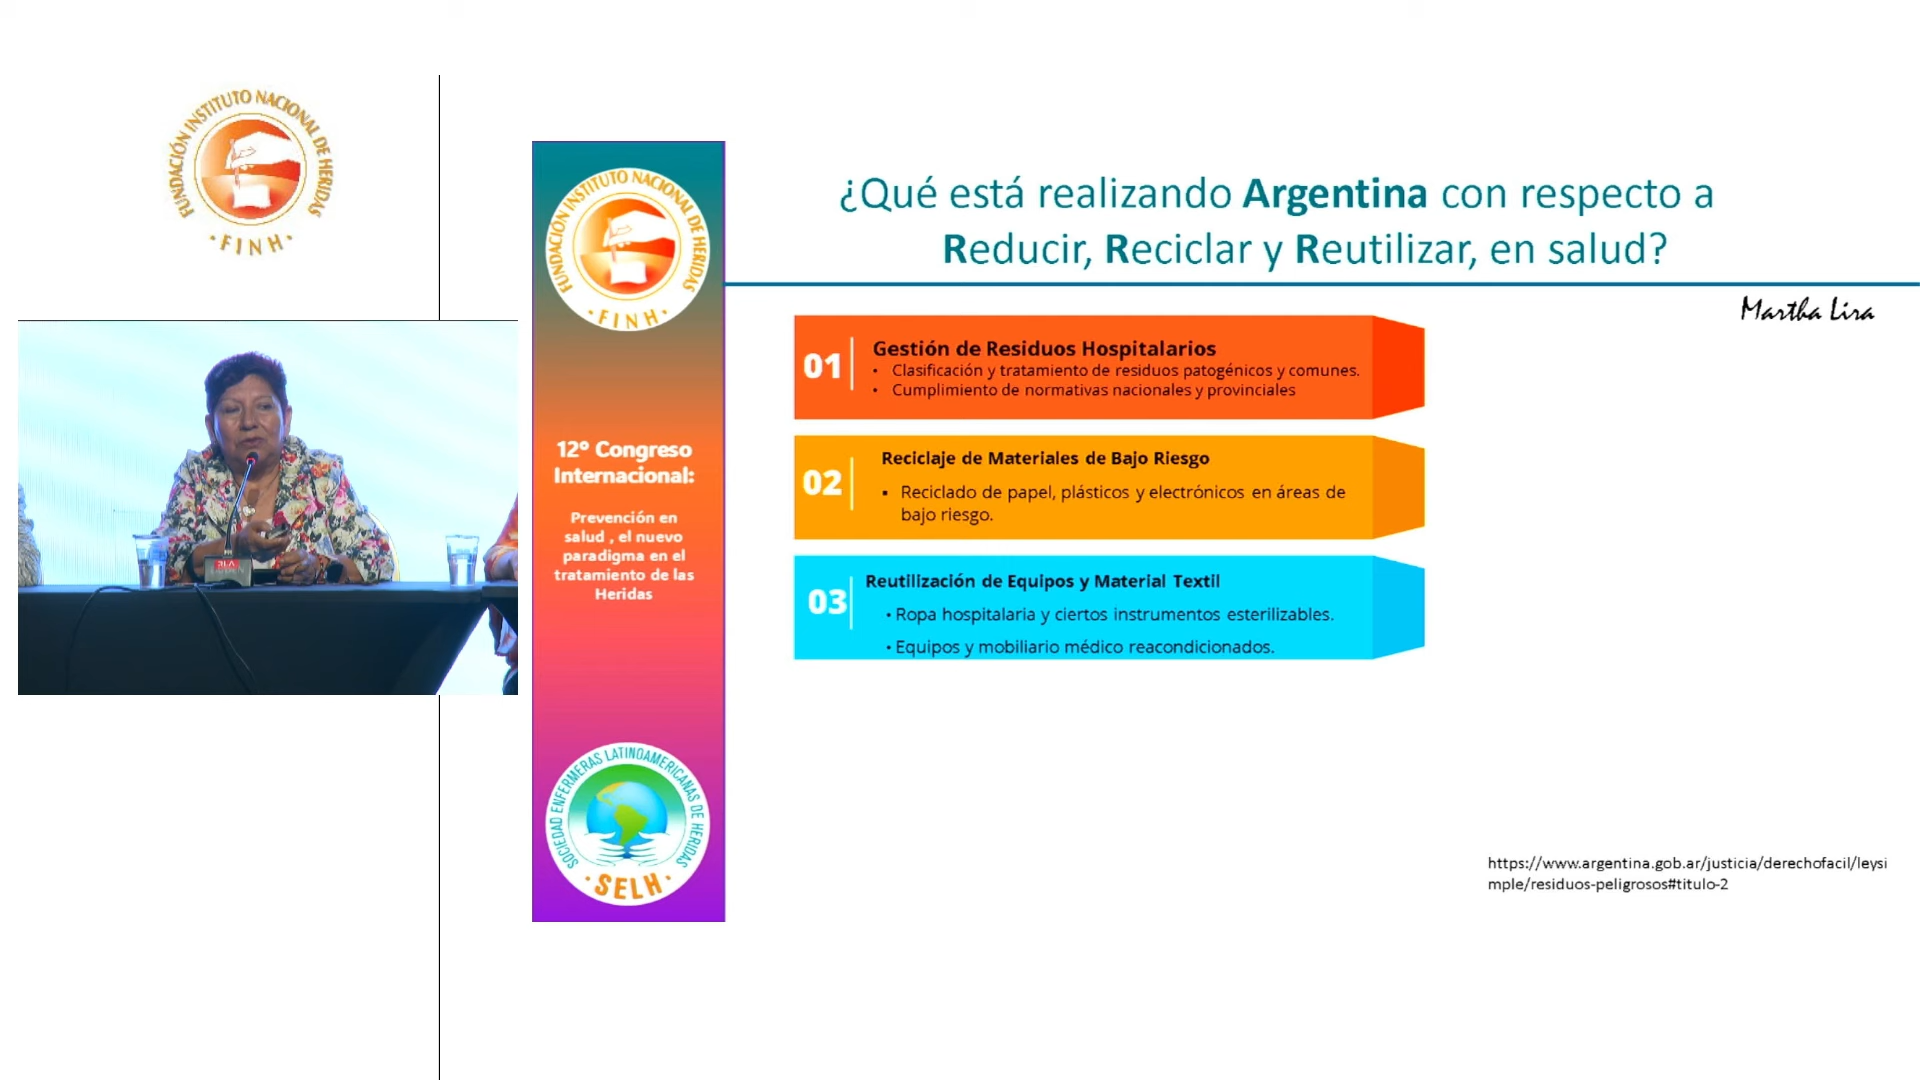 FUNDACIÓN INSTITUTO NACIONAL DE HERIDAS
· FINH ·
FUNDACIÓN INSTITUTO NACIONAL DE HERIDAS
· FINH ·
12º Congreso
Internacional:
Prevención en
salud , el nuevo
paradigma en el
tratamiento de las
Heridas
SOCIEDAD ENFERMERAS LATINOAMERICANAS DE HERIDAS
· SELH ·
¿Qué está realizando Argentina con respecto a
Reducir, Reciclar y Reutilizar, en salud?
Martha Lira
01
Gestión de Residuos Hospitalarios
• Clasificación y tratamiento de residuos patogénicos y comunes.
• Cumplimiento de normativas nacionales y provinciales
02
Reciclaje de Materiales de Bajo Riesgo
• Reciclado de papel, plásticos y electrónicos en áreas de
bajo riesgo.
03
Reutilización de Equipos y Material Textil
• Ropa hospitalaria y ciertos instrumentos esterilizables.
• Equipos y mobiliario médico reacondicionados.
https://www.argentina.gob.ar/justicia/derechofacil/leysi
mple/residuos-peligrosos#titulo-2